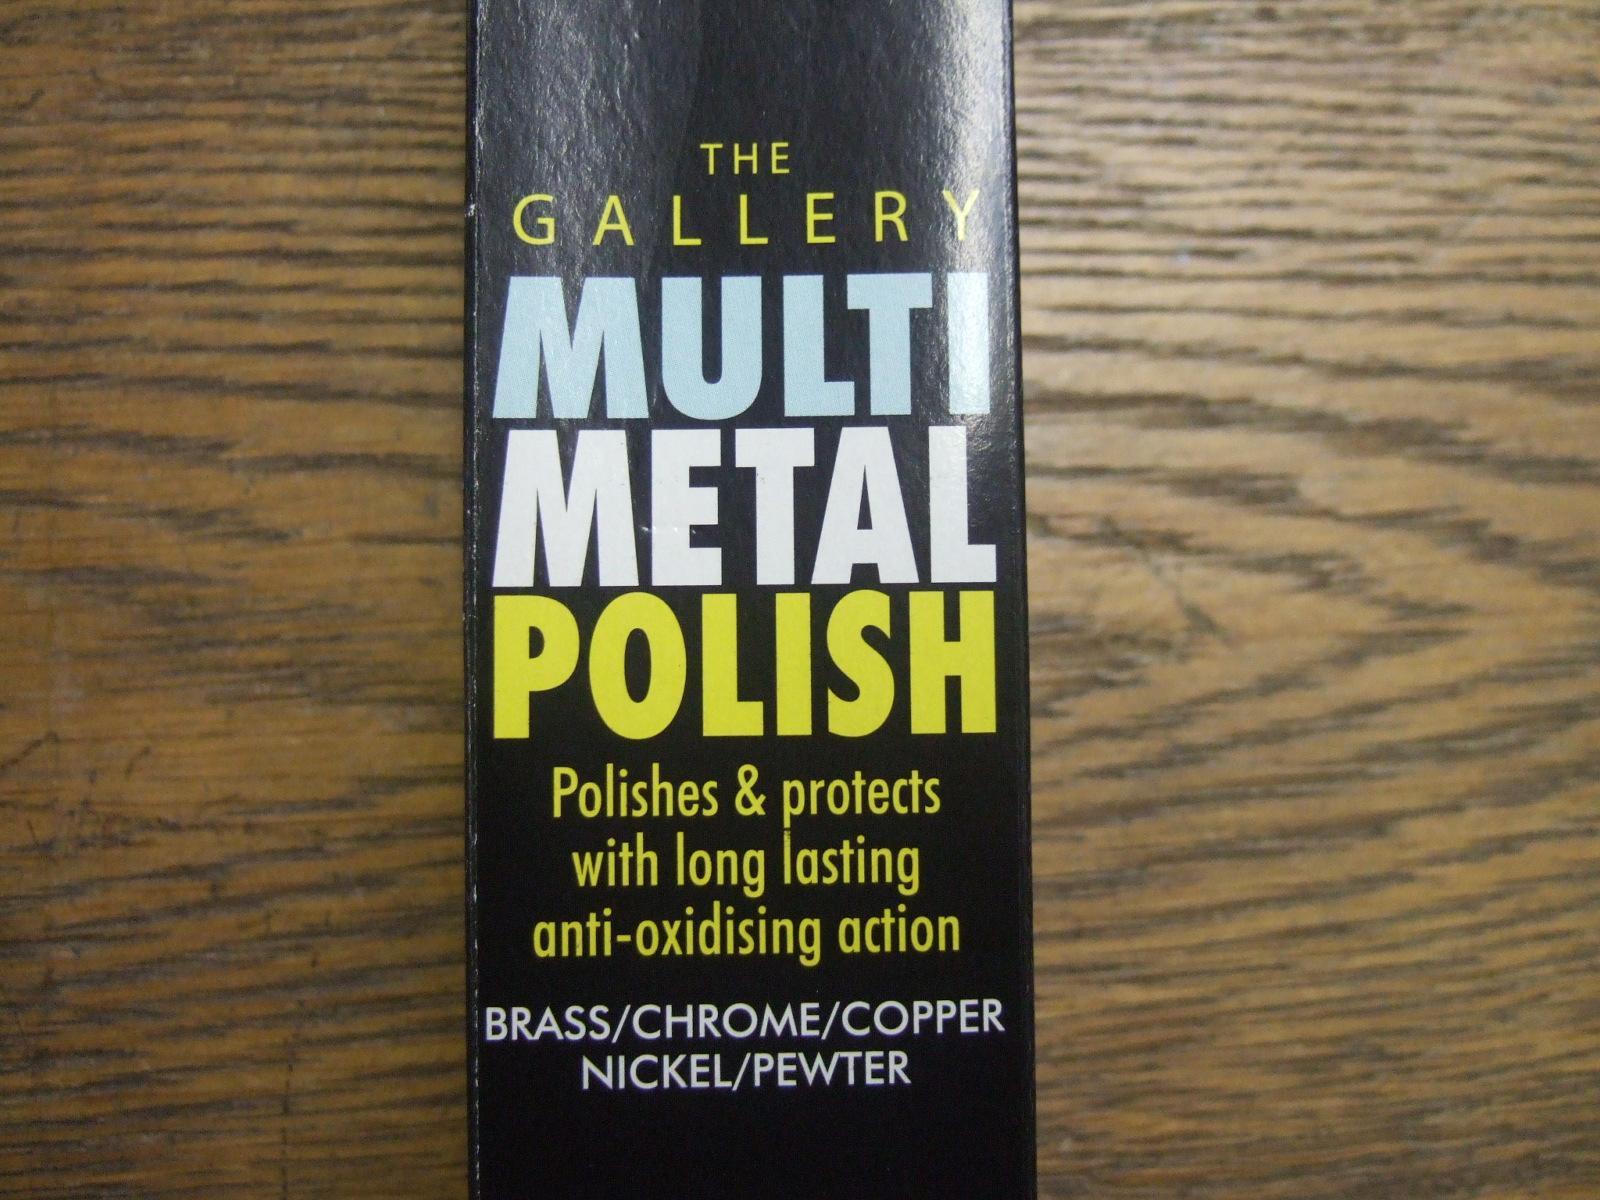 THE
GALLERY
MULTI
METAL
POLISH
Polishes & protects
with long lasting
anti-oxidising action
BRASS/CHROME/COPPER
NICKEL/PEWTER